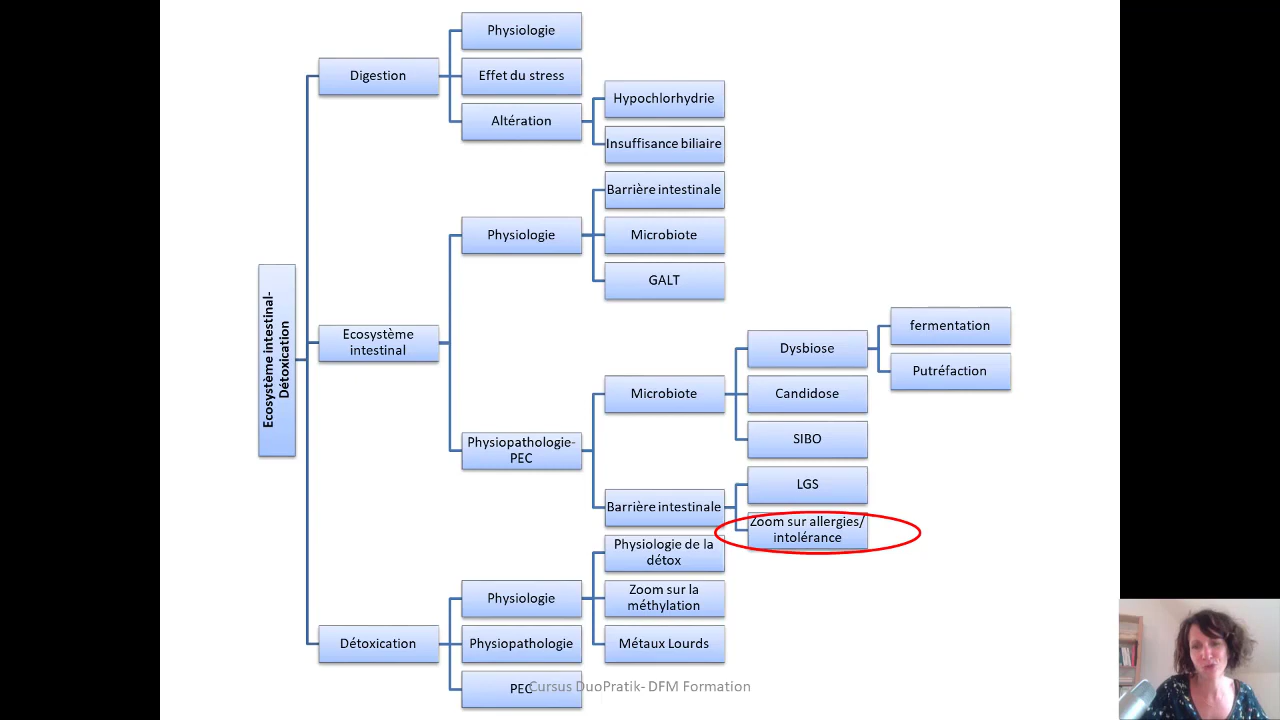 Physiologie
Digestion
Effet du stress
Altération
Hypochlorhydrie
Insuffisance biliaire
Barrière intestinale
Physiologie
Microbiote
GALT
Ecosystème intestinal-
Détoxication
Ecosystème
intestinal
fermentation
Dysbiose
Putréfaction
Microbiote
Candidose
SIBO
Physiopathologie-
PEC
LGS
Barrière intestinale
Zoom sur allergies/
intolérance
Physiologie de la
détox
Physiologie
Zoom sur la
méthylation
Détoxication
Physiopathologie
Métaux Lourds
PEC
Cursus DuoPratik- DFM Formation